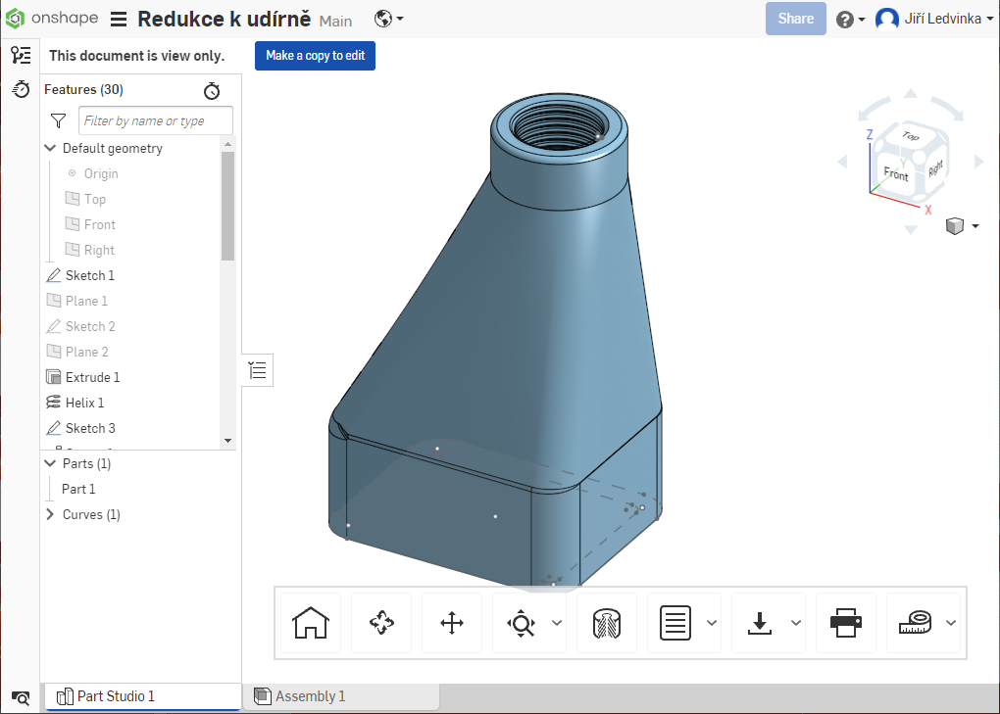 onshape
Redukce k udírně Main
Share
Jiří Ledvinka
This document is view only.
Make a copy to edit
Features (30)
Filter by name or type
Default geometry
Origin
Top
Front
Right
Sketch 1
Plane 1
Sketch 2
Plane 2
Extrude 1
Helix 1
Sketch 3
Parts (1)
Part 1
Curves (1)
Z
Top
Y
Front
Right
X
Part Studio 1
Assembly 1